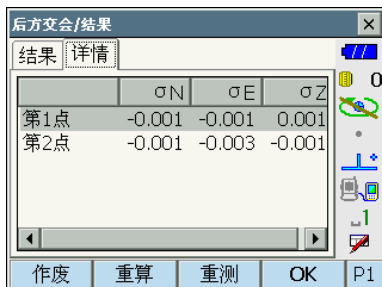 后方交会/结果
结果 详情
σN σE σZ
第1点 -0.001 -0.001 0.001
第2点 -0.001 -0.003 -0.001
0
1
作废 重算 重测 OK P1